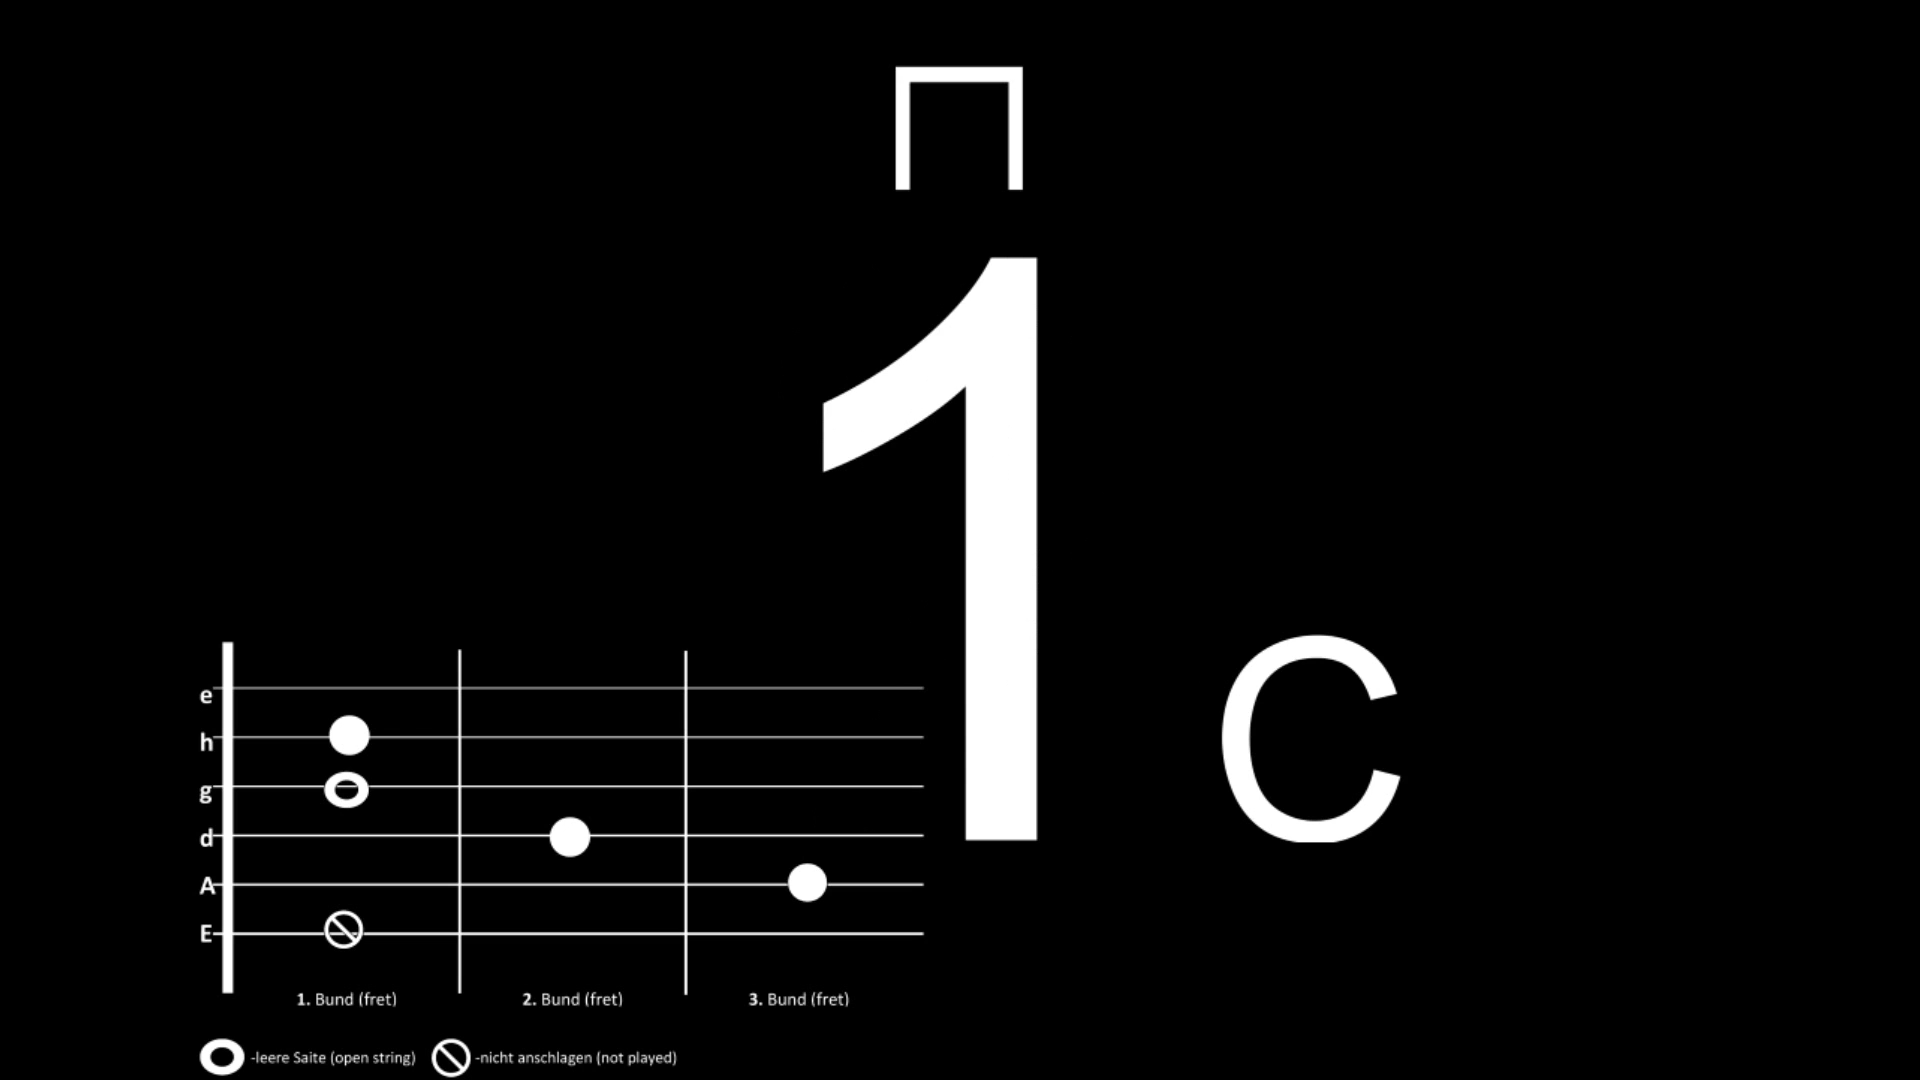 1
C
e
h
g
d
A
E
1. Bund (fret) 2. Bund (fret) 3. Bund (fret)
-leere Saite (open string) -nicht anschlagen (not played)